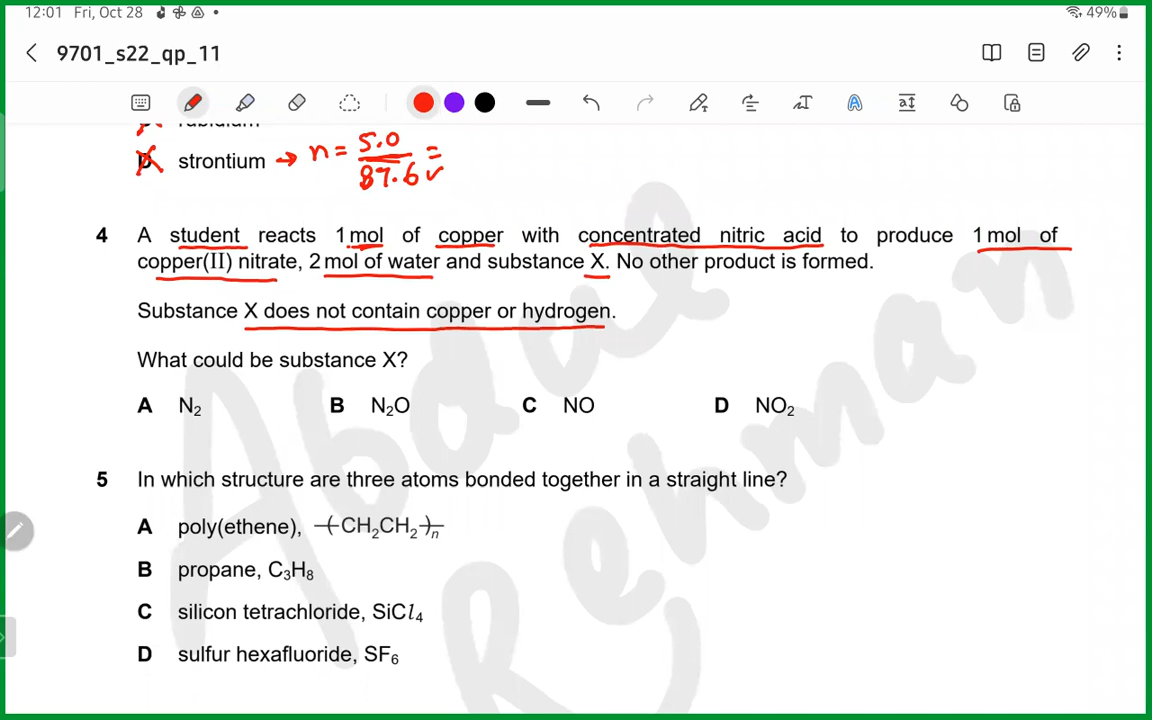 12:01 Fri, Oct 28
49%
9701_s22_qp_11
rubidium
strontium → n = 5.0 / 87.6 =
4 A student reacts 1 mol of copper with concentrated nitric acid to produce 1 mol of
copper(II) nitrate, 2 mol of water and substance X. No other product is formed.
Substance X does not contain copper or hydrogen.
What could be substance X?
A N₂ B N₂O C NO D NO₂
5 In which structure are three atoms bonded together in a straight line?
A poly(ethene), –(CH₂CH₂)–n
B propane, C₃H₈
C silicon tetrachloride, SiCl₄
D sulfur hexafluoride, SF₆
Abdul
Rehman